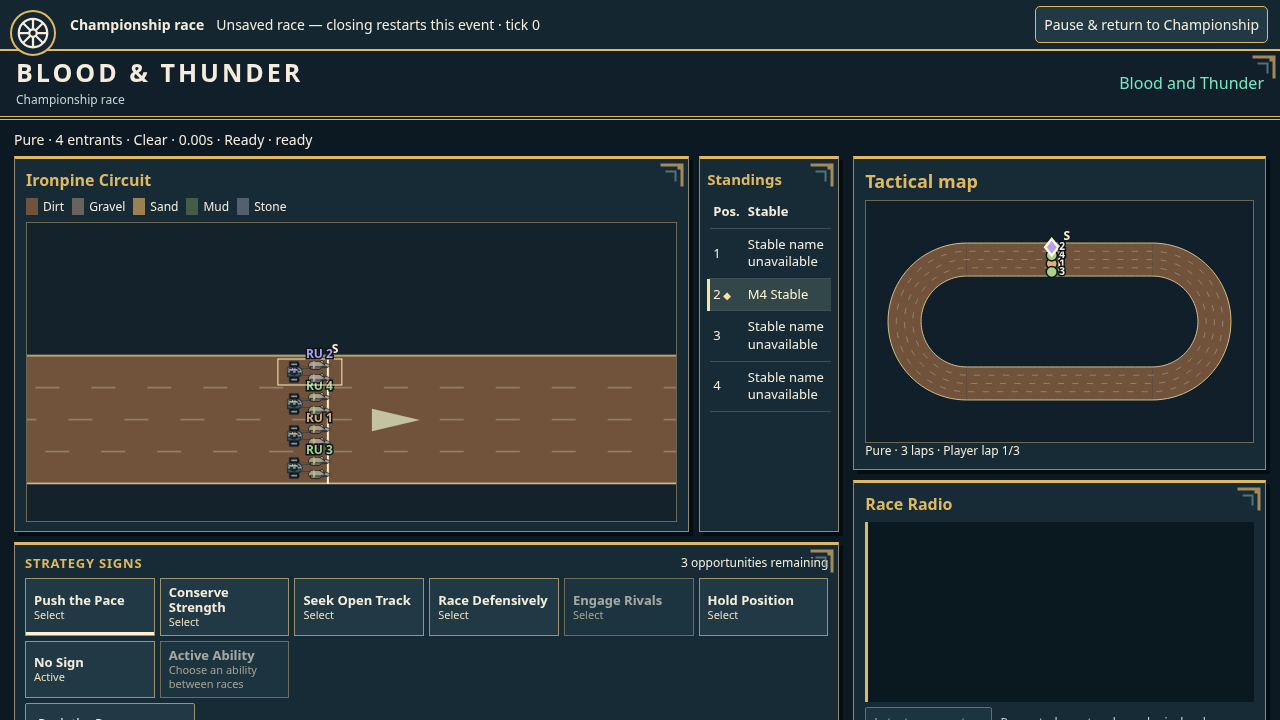 Championship race Unsaved race — closing restarts this event · tick 0
Pause & return to Championship
BLOOD & THUNDER
Championship race
Blood and Thunder
Pure · 4 entrants · Clear · 0.00s · Ready · ready
Ironpine Circuit
Dirt Gravel Sand Mud Stone
S
RU 2
RU 4
RU 1
RU 3
Standings
Pos. Stable
1 Stable name
unavailable
2 M4 Stable
3 Stable name
unavailable
4 Stable name
unavailable
Tactical map
S
2
4
1
3
Pure · 3 laps · Player lap 1/3
Race Radio
STRATEGY SIGNS
3 opportunities remaining
Push the Pace
Select
Conserve
Strength
Select
Seek Open Track
Select
Race Defensively
Select
Engage Rivals
Select
Hold Position
Select
No Sign
Active
Active Ability
Choose an ability
between races